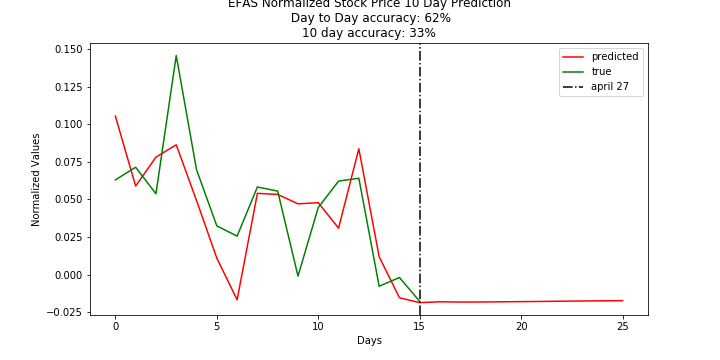 EFAS Normalized Stock Price 10 Day Prediction
Day to Day accuracy: 62%
10 day accuracy: 33%
0.150
0.125
0.100
0.075
0.050
0.025
0.000
−0.025
Normalized Values
predicted
true
april 27
0
5
10
15
20
25
Days